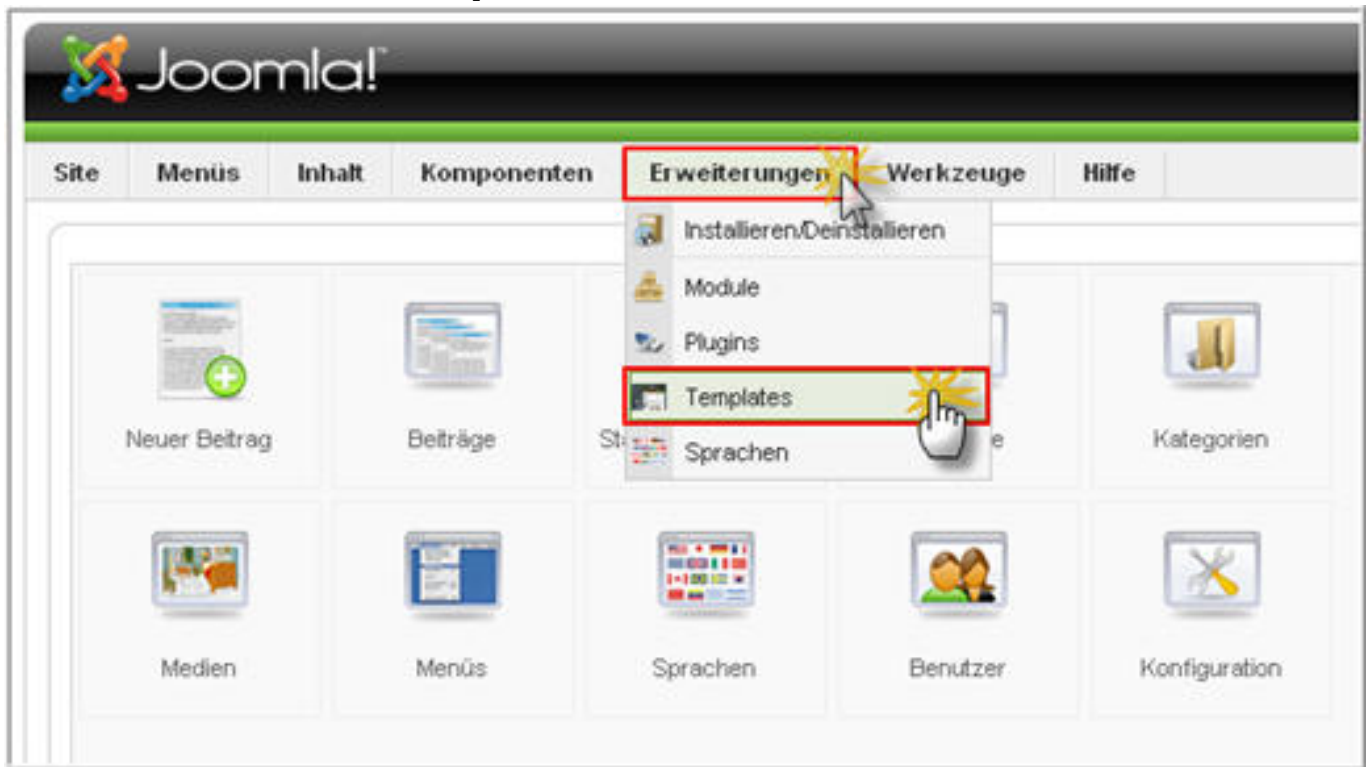 Joomla!™
Site Menüs Inhalt Komponenten Erweiterungen Werkzeuge Hilfe
Installieren/Deinstallieren
Module
Plugins
Templates
Sprachen
Neuer Beitrag Beiträge Kategorien
Medien Menüs Sprachen Benutzer Konfiguration